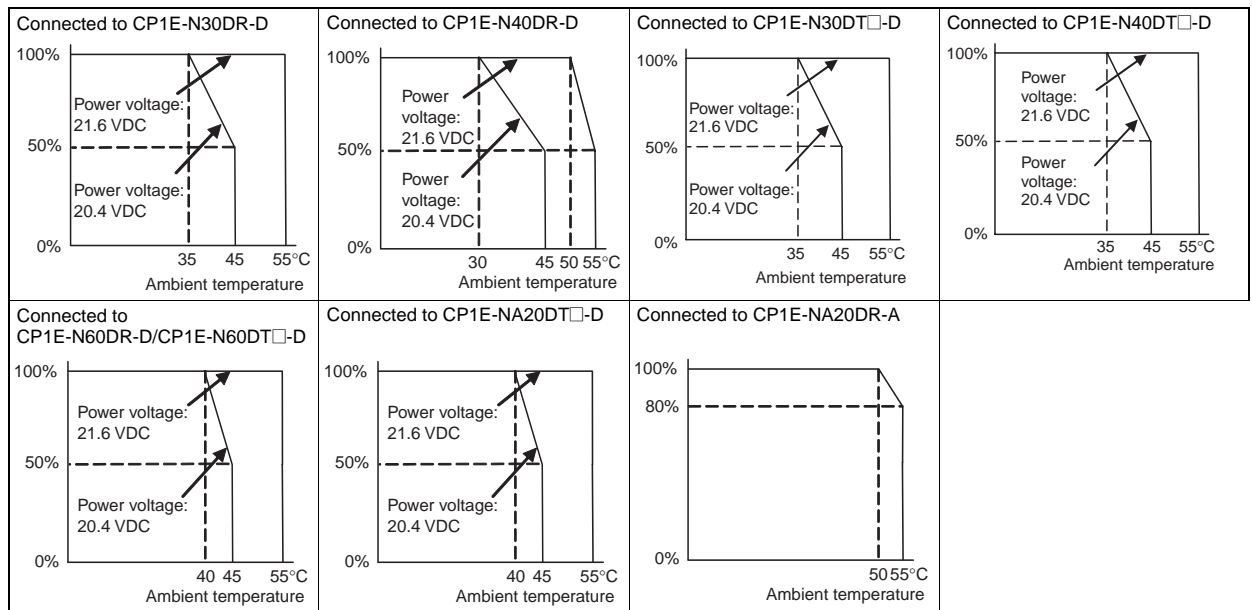 Connected to CP1E-N30DR-D
100%
Power voltage:
21.6 VDC
50%
Power voltage:
20.4 VDC
0%
35 45 55°C
Ambient temperature
Connected to CP1E-N40DR-D
100%
Power
voltage:
21.6 VDC
50%
Power
voltage:
20.4 VDC
0%
30 45 50 55°C
Ambient temperature
Connected to CP1E-N30DT□-D
100%
Power voltage:
21.6 VDC
50%
Power voltage:
20.4 VDC
0%
35 45 55°C
Ambient temperature
Connected to CP1E-N40DT□-D
100%
Power
voltage:
21.6 VDC
50%
Power
voltage:
20.4 VDC
0%
35 45 55°C
Ambient temperature
Connected to
CP1E-N60DR-D/CP1E-N60DT□-D
100%
Power voltage:
21.6 VDC
50%
Power voltage:
20.4 VDC
0%
40 45 55°C
Ambient temperature
Connected to CP1E-NA20DT□-D
100%
Power voltage:
21.6 VDC
50%
Power voltage:
20.4 VDC
0%
40 45 55°C
Ambient temperature
Connected to CP1E-NA20DR-A
100%
80%
0%
50 55°C
Ambient temperature